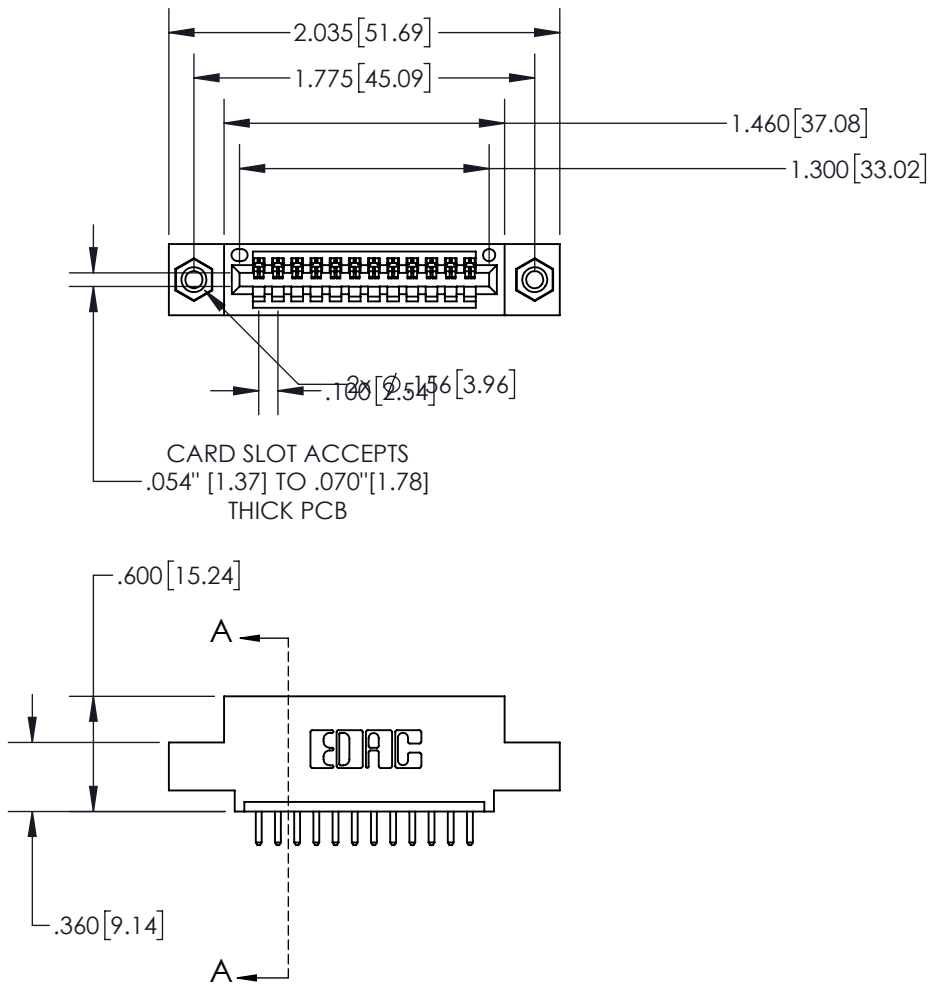 2.035[51.69]
1.775[45.09]
1.460[37.08]
1.300[33.02]
2x Ø .156[3.96]
.100[2.54]
CARD SLOT ACCEPTS
.054" [1.37] TO .070"[1.78]
THICK PCB
.600[15.24]
A
EDAC
.360[9.14]
A